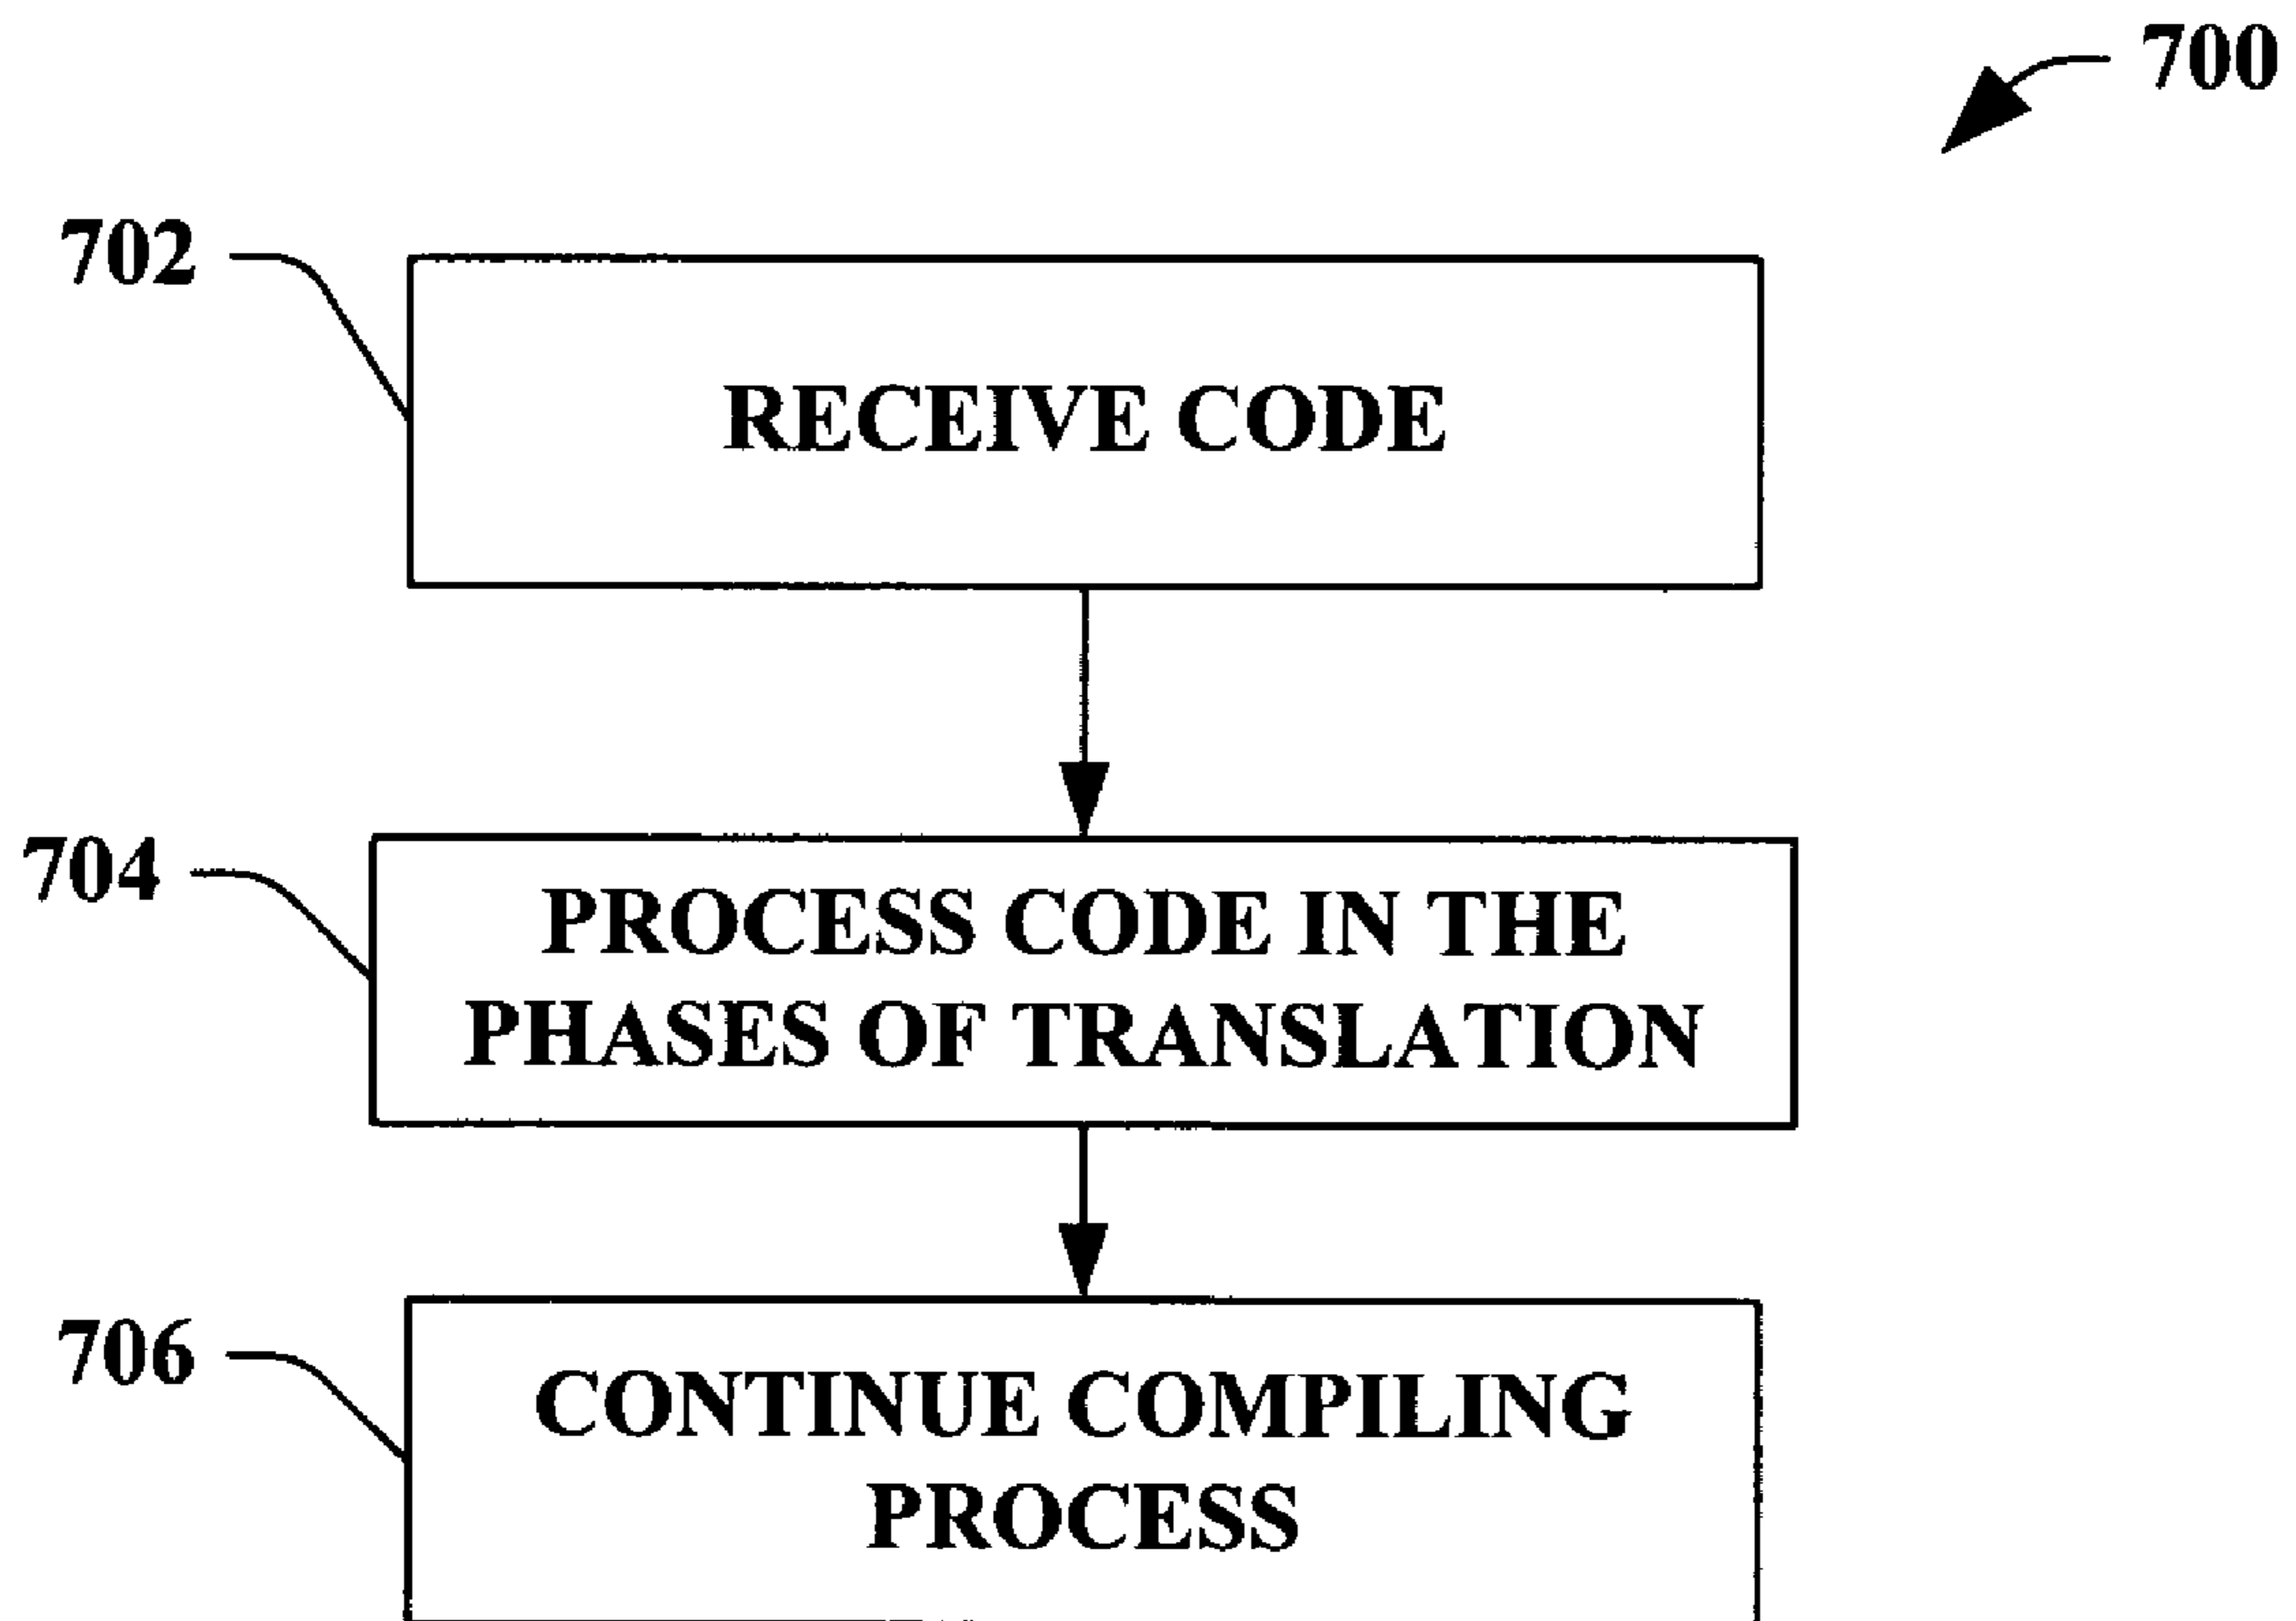 700
702
RECEIVE CODE
704
PROCESS CODE IN THE
PHASES OF TRANSLATION
706
CONTINUE COMPILING
PROCESS